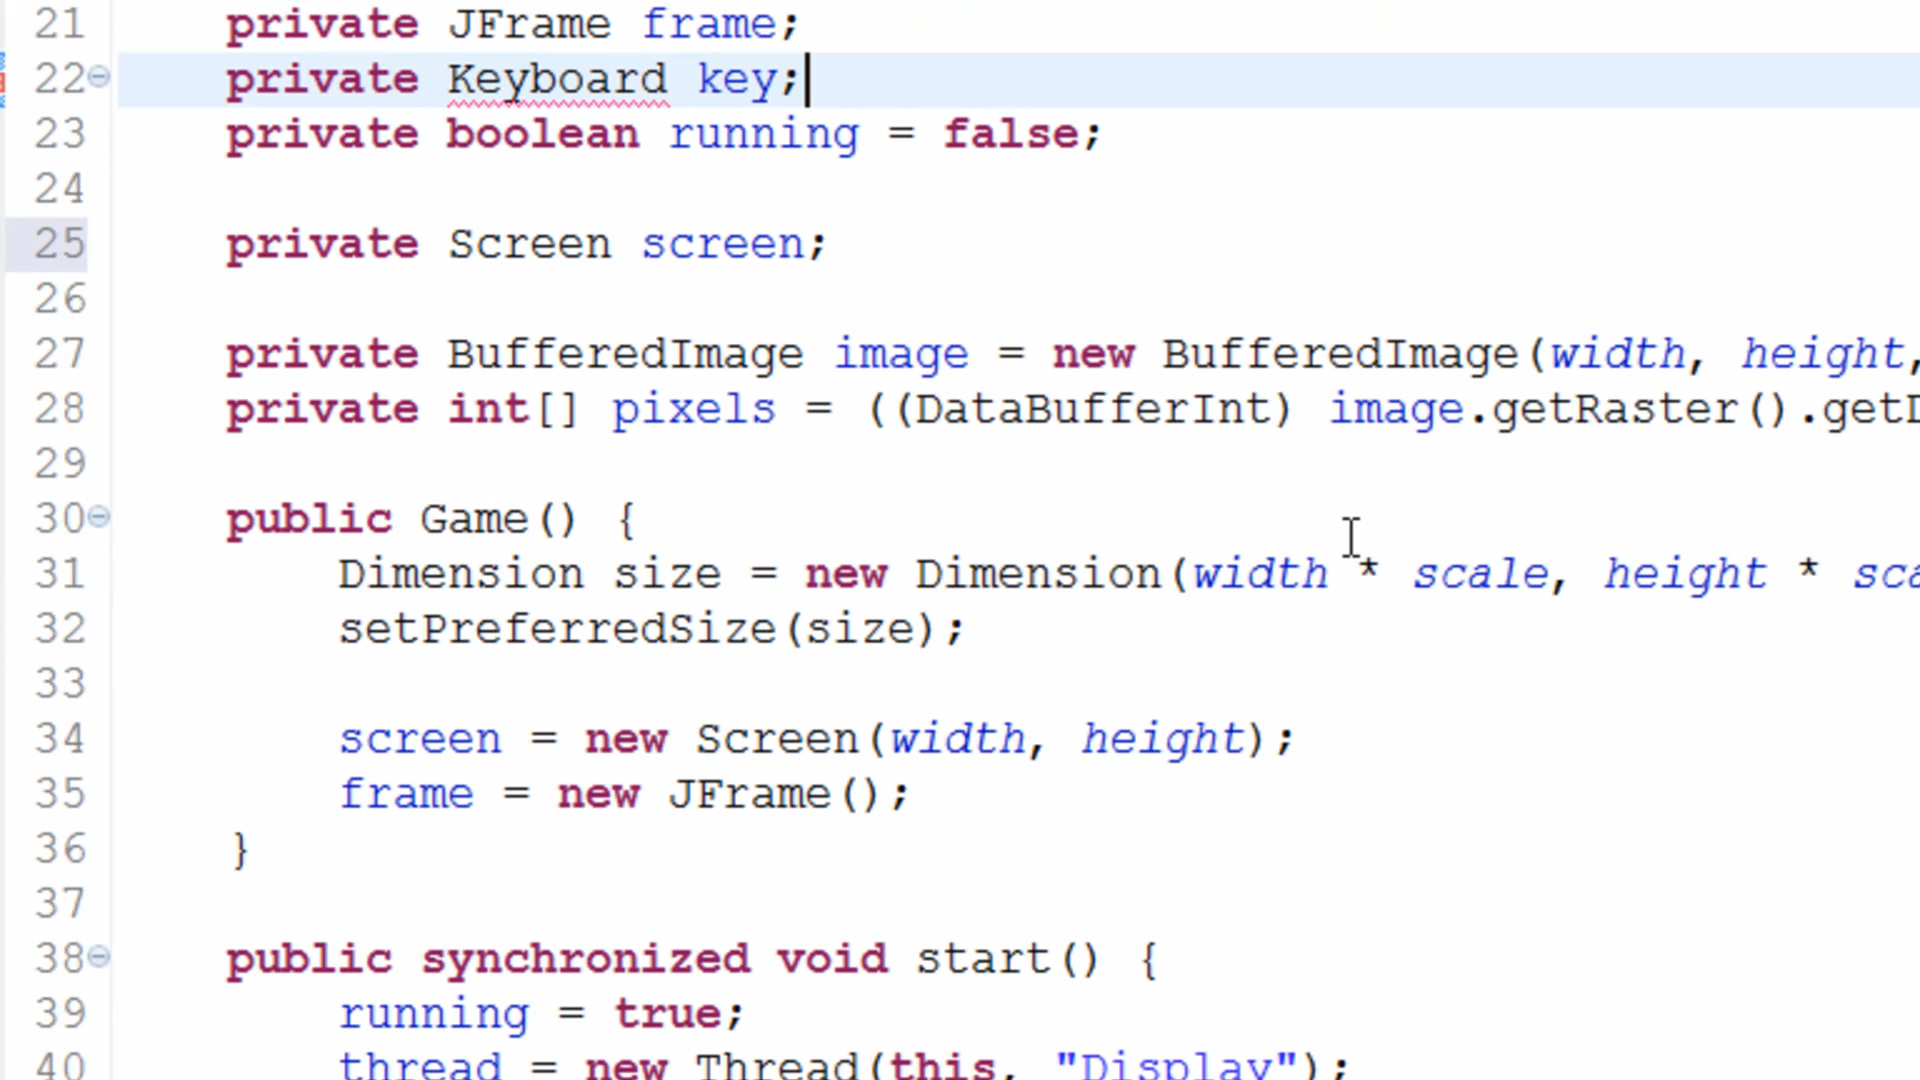 21 private JFrame frame;
22 private Keyboard key;
23 private boolean running = false;
24
25 private Screen screen;
26
27 private BufferedImage image = new BufferedImage(width, height,
28 private int[] pixels = ((DataBufferInt) image.getRaster().getD
29
30 public Game() {
31 Dimension size = new Dimension(width * scale, height * sca
32 setPreferredSize(size);
33
34 screen = new Screen(width, height);
35 frame = new JFrame();
36 }
37
38 public synchronized void start() {
39 running = true;
40 thread = new Thread(this, "Display");